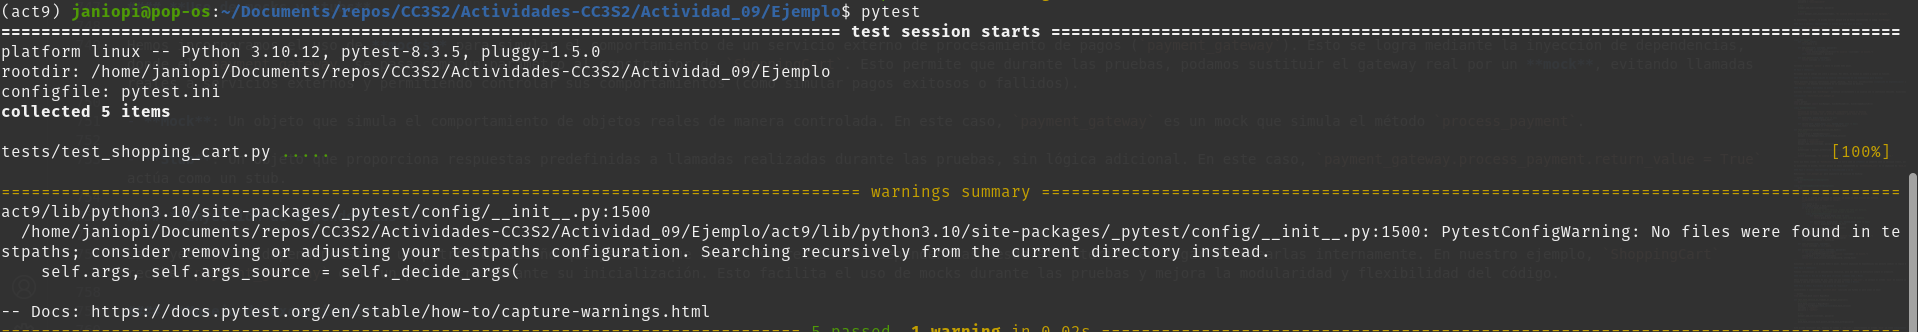 (act9) janiopi@pop-os:~/Documents/repos/CC3S2/Actividades-CC3S2/Actividad_09/Ejemplo$ pytest
==================================================================================== test session starts =====================================================================================
platform linux -- Python 3.10.12, pytest-8.3.5, pluggy-1.5.0
rootdir: /home/janiopi/Documents/repos/CC3S2/Actividades-CC3S2/Actividad_09/Ejemplo
configfile: pytest.ini
collected 5 items
tests/test_shopping_cart.py ..... [100%]
====================================================================================== warnings summary ======================================================================================
act9/lib/python3.10/site-packages/_pytest/config/__init__.py:1500
/home/janiopi/Documents/repos/CC3S2/Actividades-CC3S2/Actividad_09/Ejemplo/act9/lib/python3.10/site-packages/_pytest/config/__init__.py:1500: PytestConfigWarning: No files were found in te
stpaths; consider removing or adjusting your testpaths configuration. Searching recursively from the current directory instead.
self.args, self.args_source = self._decide_args(
-- Docs: https://docs.pytest.org/en/stable/how-to/capture-warnings.html
================================================================================ 5 passed, 1 warning in 0.02s ================================================================================